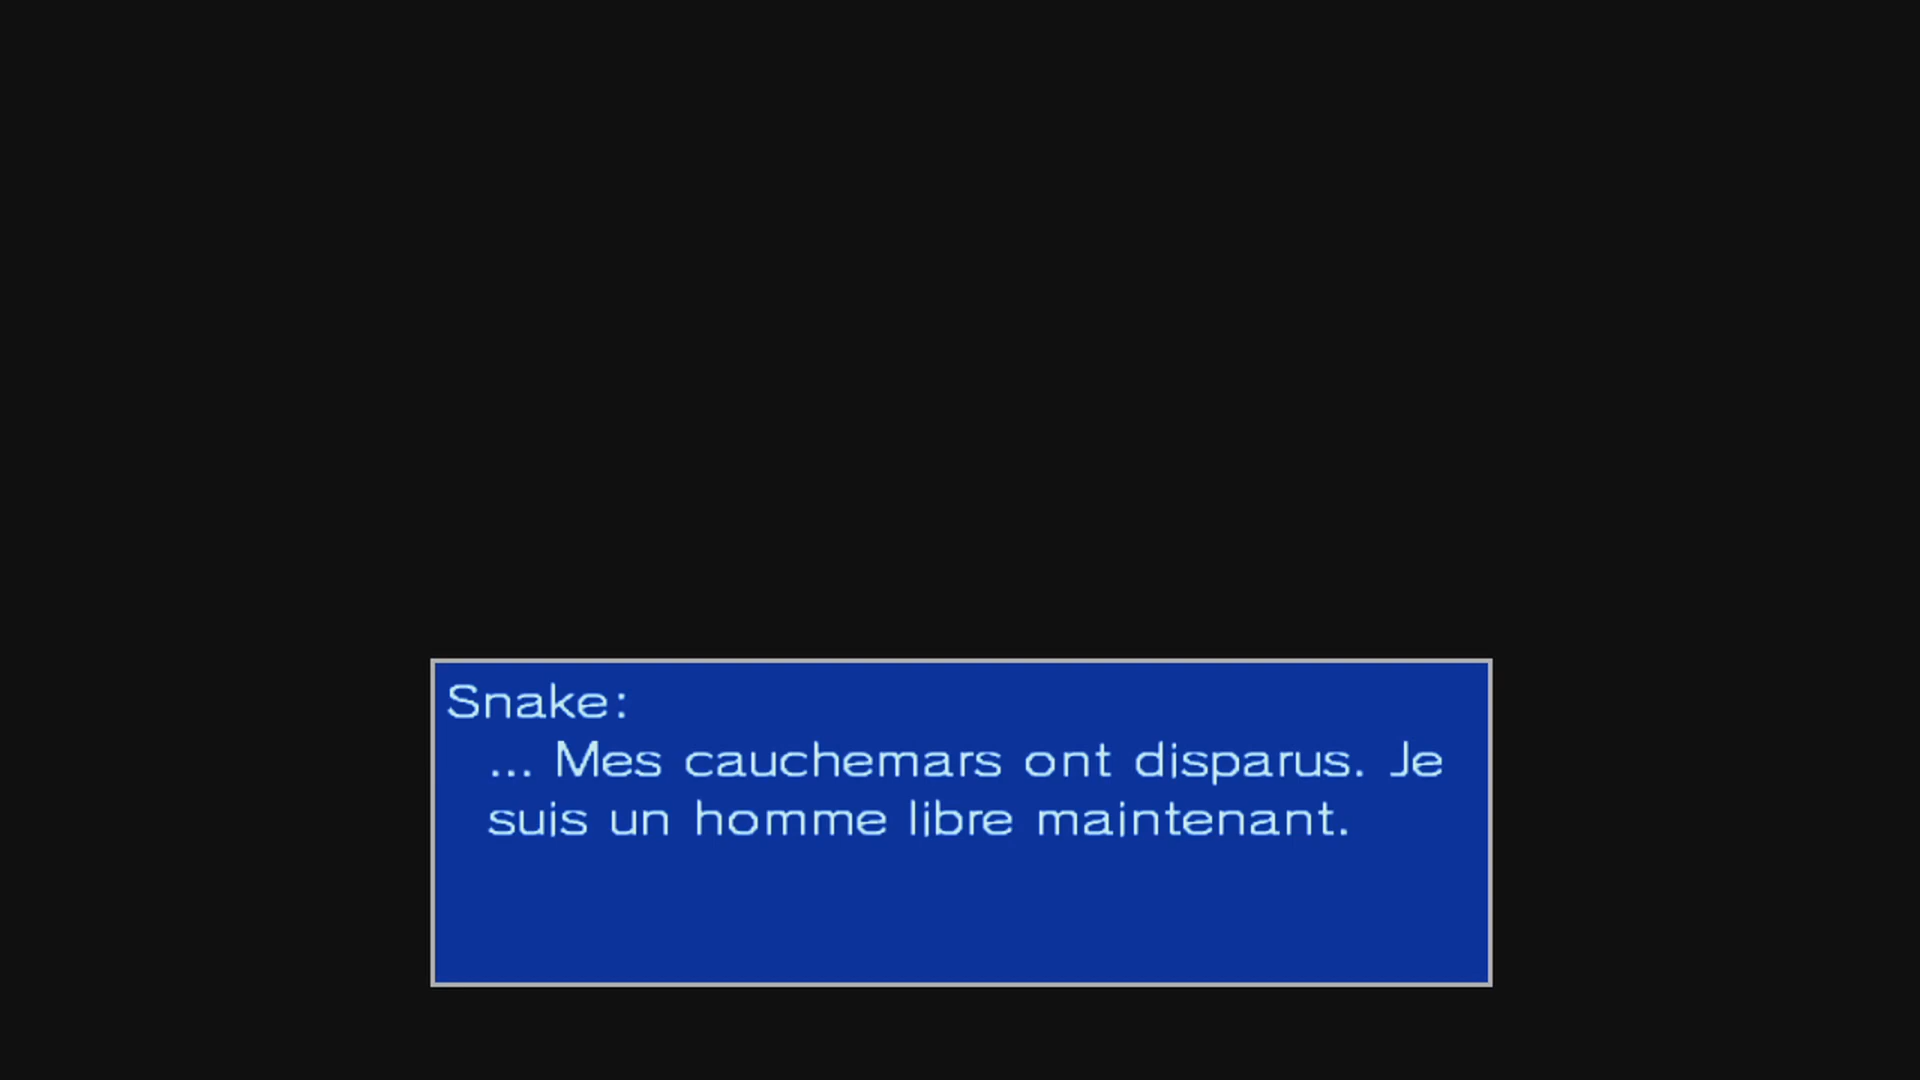 Snake:
... Mes cauchemars ont disparus. Je
suis un homme libre maintenant.